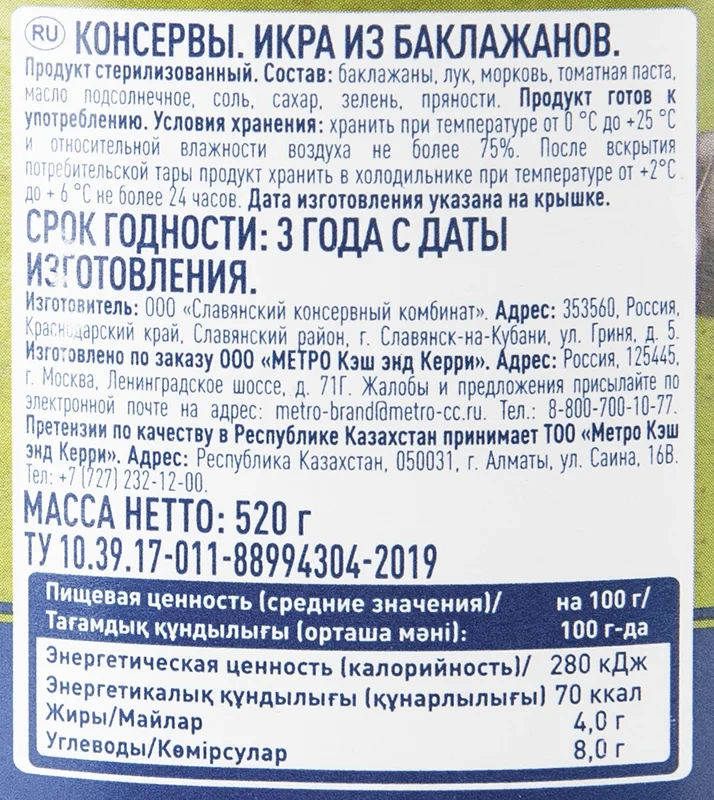 RU КОНСЕРВЫ. ИКРА ИЗ БАКЛАЖАНОВ.
Продукт стерилизованный. Состав: баклажаны, лук, морковь, томатная паста,
масло подсолнечное, соль, сахар, зелень, пряности. Продукт готов к
употреблению. Условия хранения: хранить при температуре от 0 °C до +25 °C
и относительной влажности воздуха не более 75%. После вскрытия
потребительской тары продукт хранить в холодильнике при температуре от +2°C
до + 6 °C не более 24 часов. Дата изготовления указана на крышке.
СРОК ГОДНОСТИ: 3 ГОДА С ДАТЫ
ИЗГОТОВЛЕНИЯ.
Изготовитель: ООО «Славянский консервный комбинат». Адрес: 353560, Россия,
Краснодарский край, Славянский район, г. Славянск-на-Кубани, ул. Гриня, д. 5.
Изготовлено по заказу ООО «МЕТРО Кэш энд Керри». Адрес: Россия, 125445,
г. Москва, Ленинградское шоссе, д. 71Г. Жалобы и предложения присылайте по
электронной почте на адрес: metro-brand@metro-cc.ru. Тел.: 8-800-700-10-77.
Претензии по качеству в Республике Казахстан принимает ТОО «Метро Кэш
энд Керри». Адрес: Республика Казахстан, 050031, г. Алматы, ул. Саина, 16В.
Тел: +7 (727) 232-12-00.
МАССА НЕТТО: 520 г
ТУ 10.39.17-011-88994304-2019
Пищевая ценность (средние значения)/ на 100 г/
Тағамдық құндылығы (орташа мәні): 100 г-да
Энергетическая ценность (калорийность)/ 280 кДж
Энергетикалық құндылығы (құнарлылығы) 70 ккал
Жиры/Майлар 4,0 г
Углеводы/Көмірсулар 8,0 г